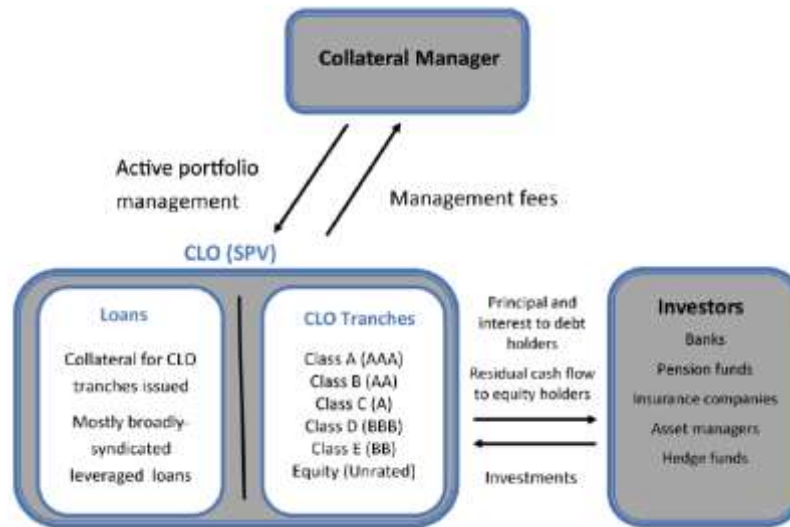 Collateral Manager
Active portfolio
management
Management fees
CLO (SPV)
Loans
Collateral for CLO
tranches issued
Mostly broadly-
syndicated
leveraged loans
CLO Tranches
Class A (AAA)
Class B (AA)
Class C (A)
Class D (BBB)
Class E (BB)
Equity (Unrated)
Principal and
interest to debt
holders
Residual cash flow
to equity holders
Investments
Investors
Banks
Pension funds
Insurance companies
Asset managers
Hedge funds